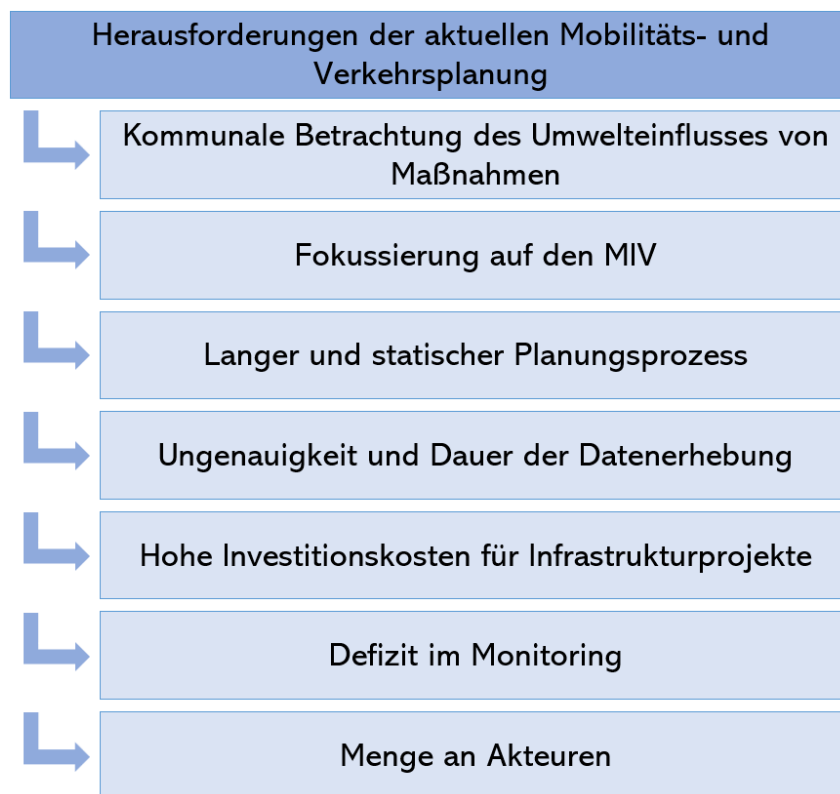 Herausforderungen der aktuellen Mobilitäts- und
Verkehrsplanung
Kommunale Betrachtung des Umwelteinflusses von
Maßnahmen
Fokussierung auf den MIV
Langer und statischer Planungsprozess
Ungenauigkeit und Dauer der Datenerhebung
Hohe Investitionskosten für Infrastrukturprojekte
Defizit im Monitoring
Menge an Akteuren